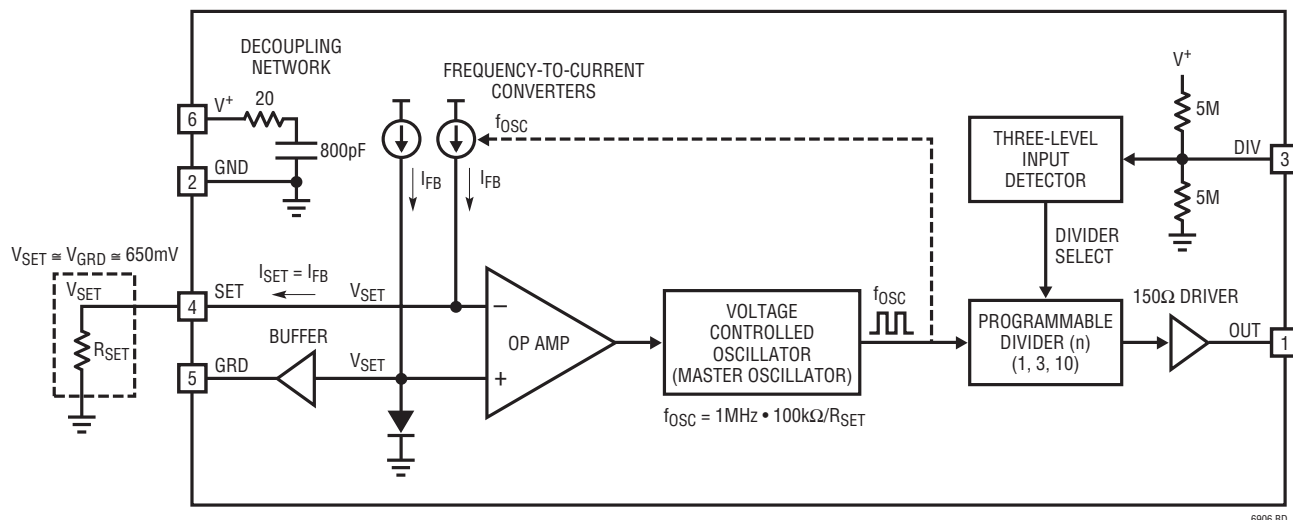 DECOUPLING
NETWORK
FREQUENCY-TO-CURRENT
CONVERTERS
6
V+
20
800pF
2
GND
fOSC
IFB
IFB
V+
5M
THREE-LEVEL
INPUT
DETECTOR
DIV
3
5M
DIVIDER
SELECT
VSET ≅ VGRD ≅ 650mV
VSET
RSET
4
SET
ISET = IFB
VSET
–
OP AMP
+
BUFFER
VSET
5
GRD
VOLTAGE
CONTROLLED
OSCILLATOR
(MASTER OSCILLATOR)
fOSC = 1MHz • 100kΩ/RSET
fOSC
PROGRAMMABLE
DIVIDER (n)
(1, 3, 10)
150Ω DRIVER
OUT
1
6906 BD